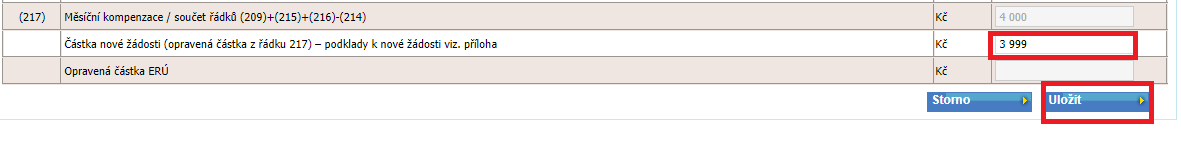 (217) Měsíční kompenzace / součet řádků (209)+(215)+(216)-(214) Kč 4 000
Částka nové žádosti (opravená částka z řádku 217) – podklady k nové žádosti viz. příloha Kč 3 999
Opravená částka ERÚ Kč
Storno Uložit